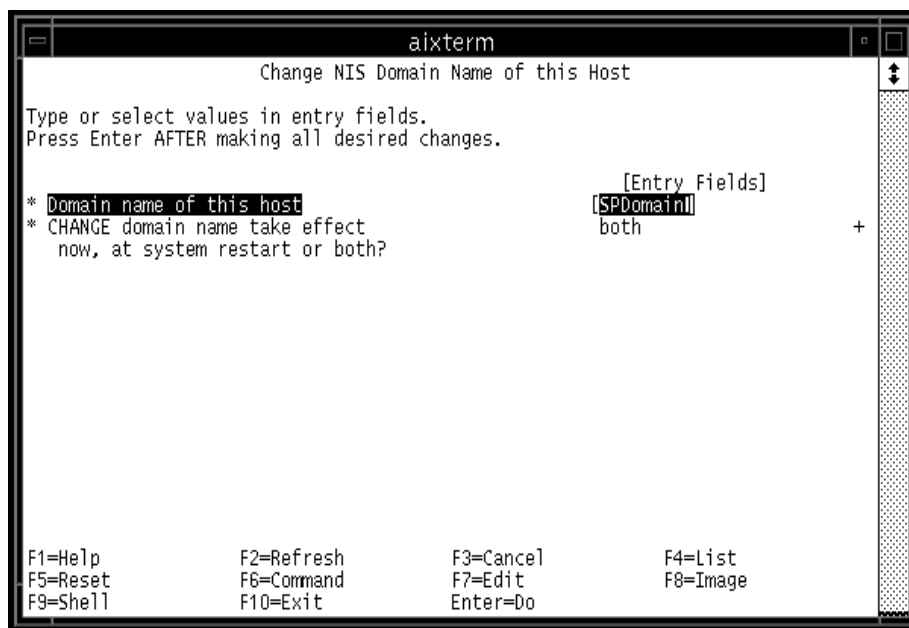 aixterm
Change NIS Domain Name of this Host
Type or select values in entry fields.
Press Enter AFTER making all desired changes.
[Entry Fields]
* Domain name of this host [SPDomain]
* CHANGE domain name take effect both +
now, at system restart or both?
F1=Help F2=Refresh F3=Cancel F4=List
F5=Reset F6=Command F7=Edit F8=Image
F9=Shell F10=Exit Enter=Do